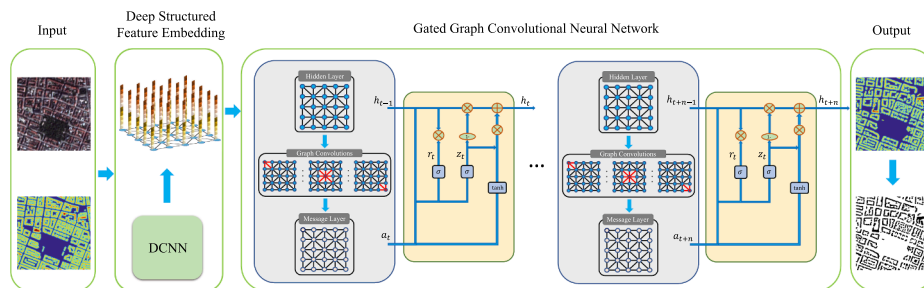 Input
Deep Structured
Feature Embedding
Gated Graph Convolutional Neural Network
Output
DCNN
Hidden Layer
Graph Convolutions
Message Layer
h_{t-1}
h_t
r_t
z_t
σ
σ
tanh
a_t
...
Hidden Layer
Graph Convolutions
Message Layer
h_{t+n-1}
h_{t+n}
r_t
z_t
σ
σ
tanh
a_{t+n}